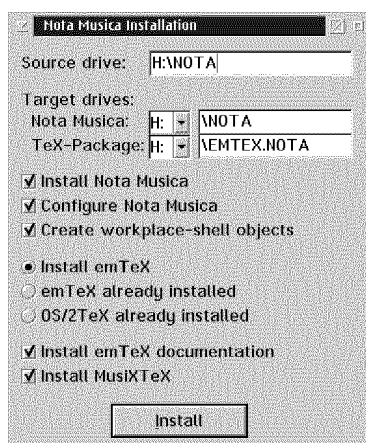 Nota Musica Installation
Source drive: H:\NOTA
Target drives:
Nota Musica: H: \NOTA
TeX-Package: H: \EMTEX.NOTA
Install Nota Musica
Configure Nota Musica
Create workplace-shell objects
Install emTeX
emTeX already installed
OS/2TeX already installed
Install emTeX documentation
Install MusiXTeX
Install